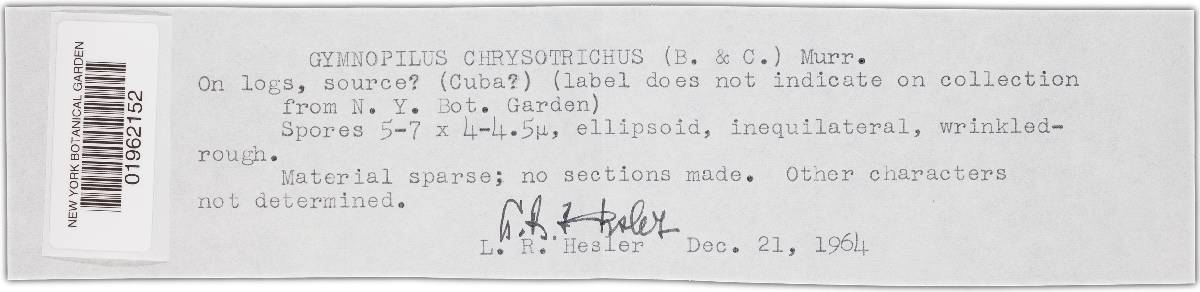 NEW YORK BOTANICAL GARDEN
01962152
GYMNOPILUS CHRYSOTRICHUS (B. & C.) Murr.
On logs, source? (Cuba?) (label does not indicate on collection
from N. Y. Bot. Garden)
Spores 5-7 x 4-4.5µ, ellipsoid, inequilateral, wrinkled-
rough.
Material sparse; no sections made. Other characters
not determined.
L. R. Hesler
L. R. Hesler Dec. 21, 1964